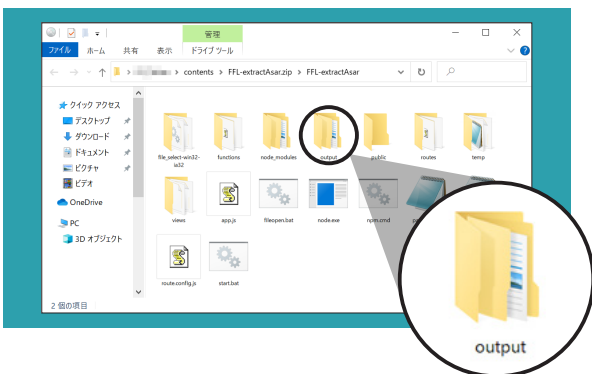 管理
ファイル ホーム 共有 表示 ドライブ ツール
contents > FFL-extractAsar.zip > FFL-extractAsar
クイック アクセス
デスクトップ
ダウンロード
ドキュメント
ピクチャ
ビデオ
OneDrive
PC
3D オブジェクト
file_select-win32-ia32
functions
node_modules
output
public
routes
temp
views
app.js
fileopen.bat
node.exe
npm.cmd
route.config.js
start.bat
2 個の項目
output